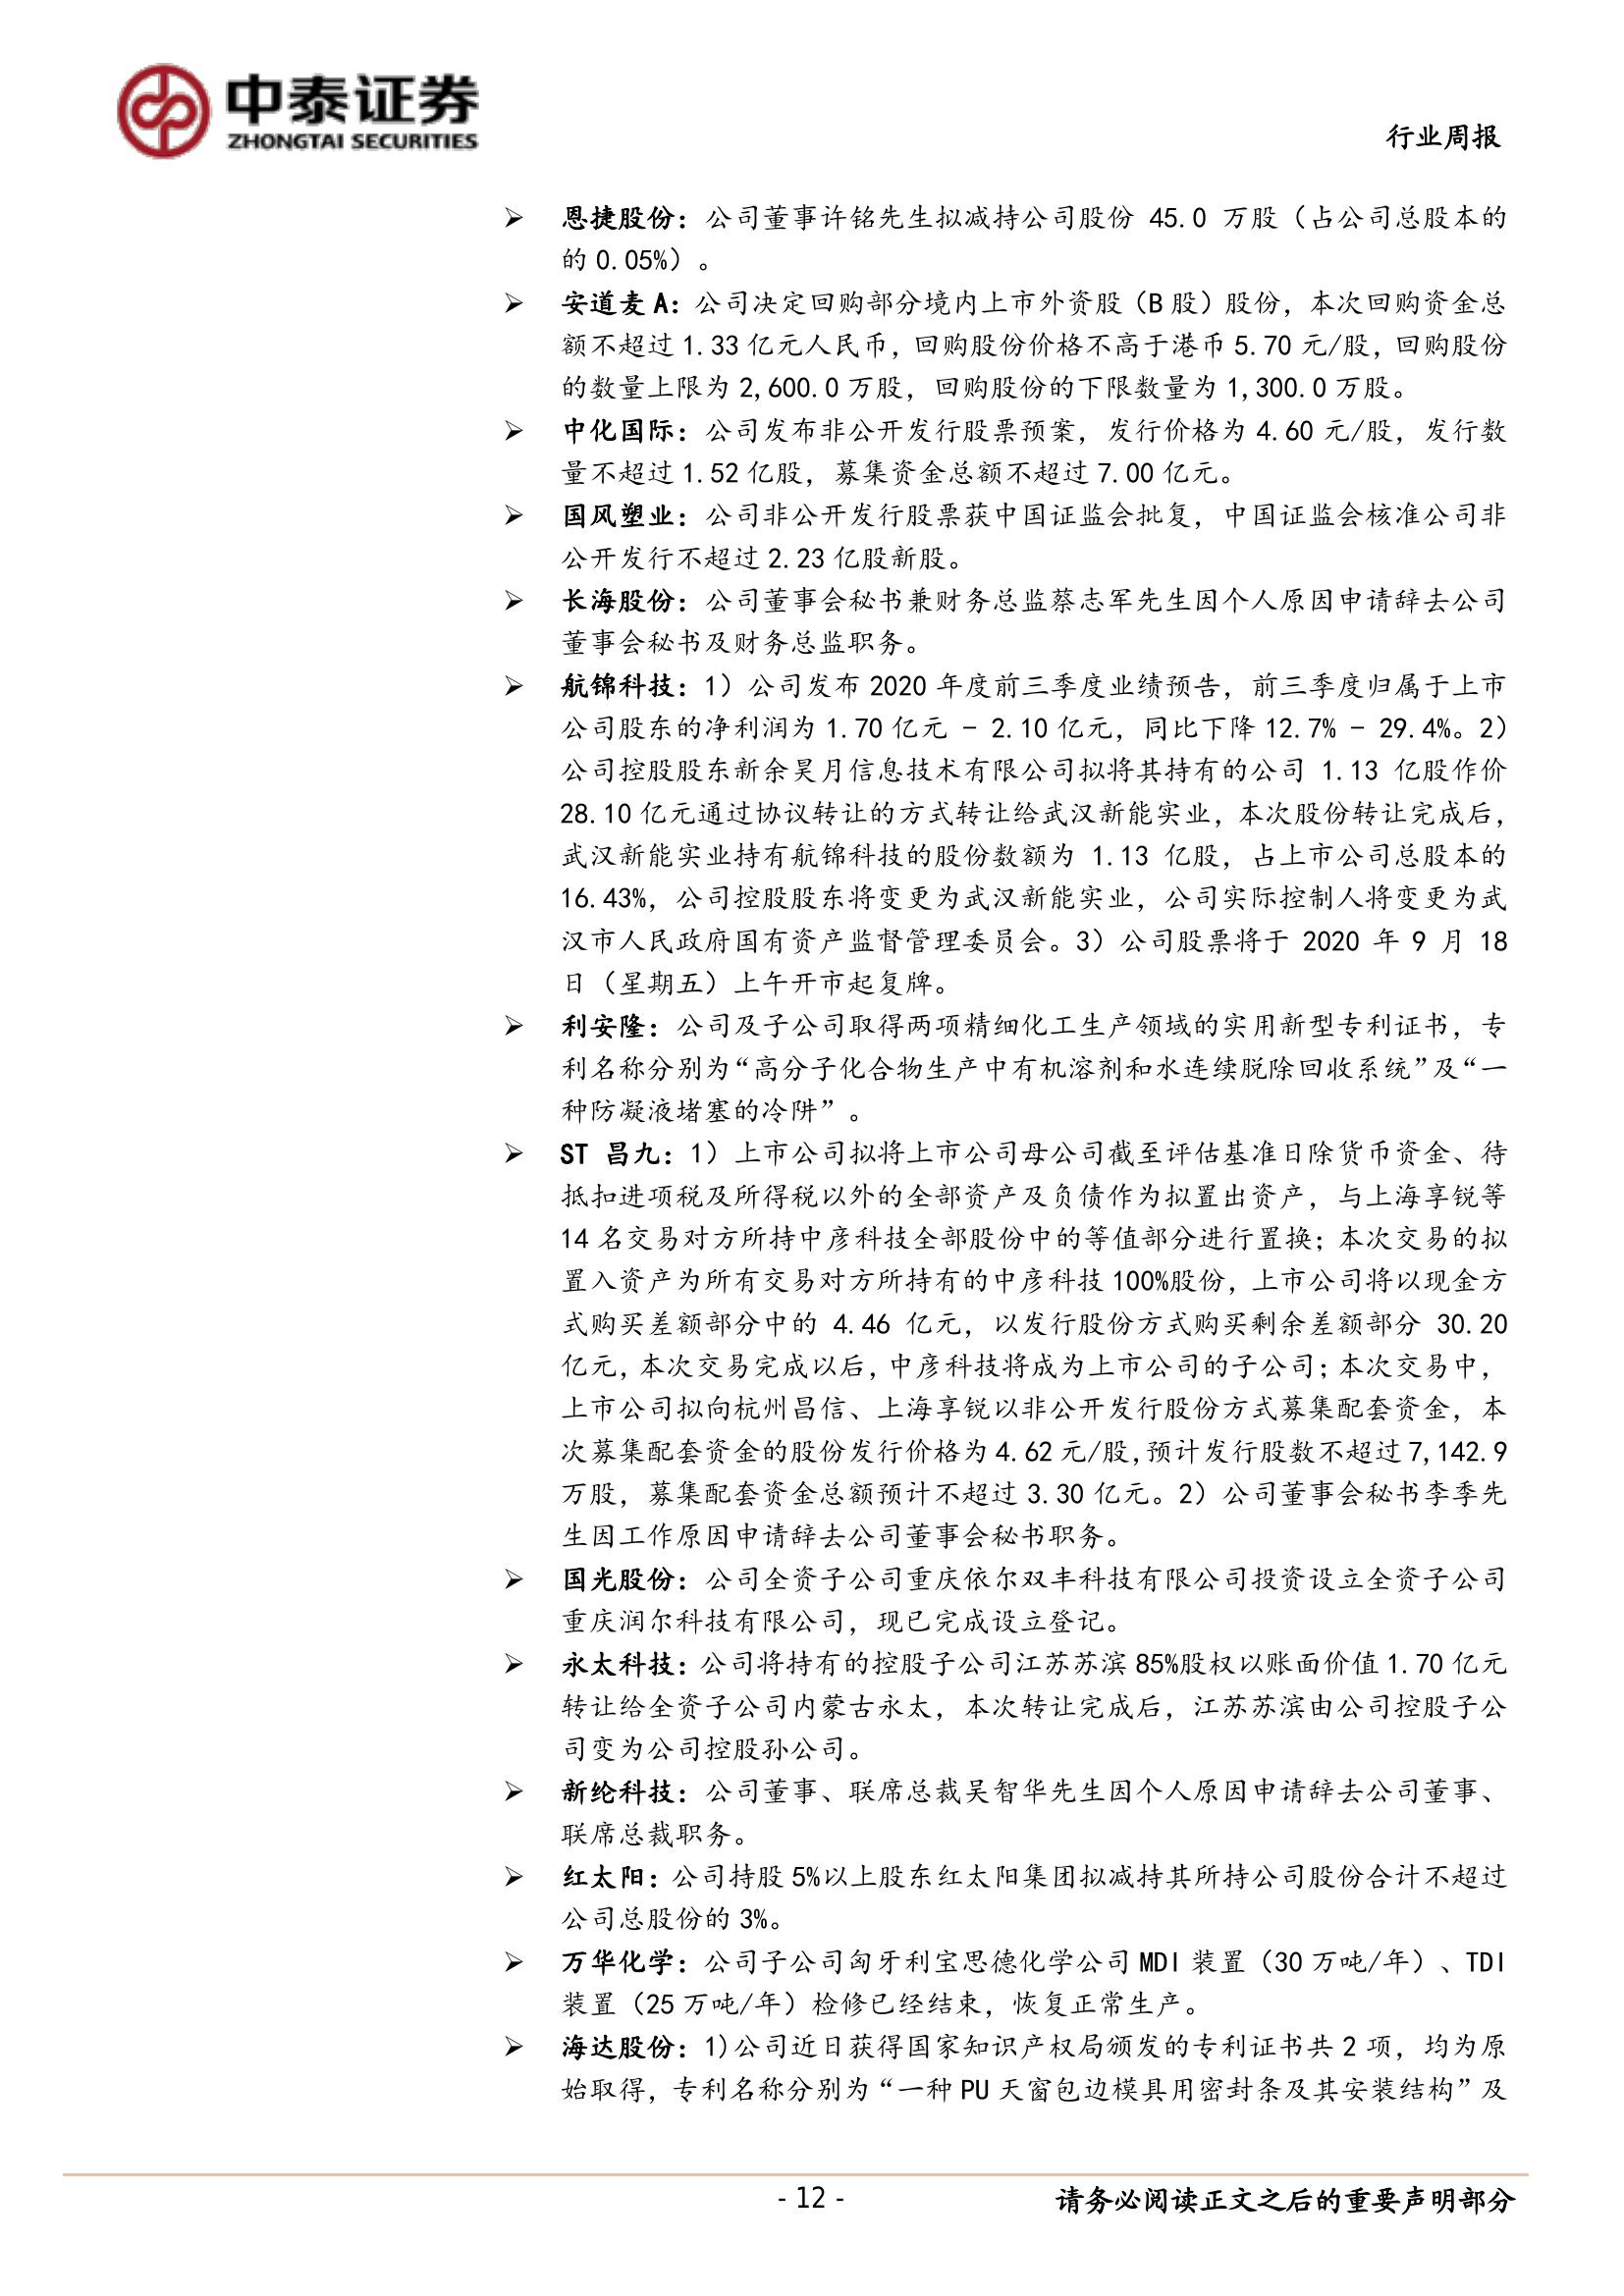 中泰证券
ZHONGTAI SECURITIES
行业周报
➢ 恩捷股份：公司董事许铭先生拟减持公司股份 45.0 万股（占公司总股本的
的 0.05%）。
➢ 安道麦 A：公司决定回购部分境内上市外资股（B 股）股份，本次回购资金总
额不超过 1.33 亿元人民币，回购股份价格不高于港币 5.70 元/股，回购股份
的数量上限为 2,600.0 万股，回购股份的下限数量为 1,300.0 万股。
➢ 中化国际：公司发布非公开发行股票预案，发行价格为 4.60 元/股，发行数
量不超过 1.52 亿股，募集资金总额不超过 7.00 亿元。
➢ 国风塑业：公司非公开发行股票获中国证监会批复，中国证监会核准公司非
公开发行不超过 2.23 亿股新股。
➢ 长海股份：公司董事会秘书兼财务总监蔡志军先生因个人原因申请辞去公司
董事会秘书及财务总监职务。
➢ 航锦科技：1）公司发布 2020 年度前三季度业绩预告，前三季度归属于上市
公司股东的净利润为 1.70 亿元 - 2.10 亿元，同比下降 12.7% - 29.4%。2）
公司控股股东新余昊月信息技术有限公司拟将其持有的公司 1.13 亿股作价
28.10 亿元通过协议转让的方式转让给武汉新能实业，本次股份转让完成后，
武汉新能实业持有航锦科技的股份数额为 1.13 亿股，占上市公司总股本的
16.43%，公司控股股东将变更为武汉新能实业，公司实际控制人将变更为武
汉市人民政府国有资产监督管理委员会。3）公司股票将于 2020 年 9 月 18
日（星期五）上午开市起复牌。
➢ 利安隆：公司及子公司取得两项精细化工生产领域的实用新型专利证书，专
利名称分别为“高分子化合物生产中有机溶剂和水连续脱除回收系统”及“一
种防凝液堵塞的冷阱”。
➢ ST 昌九：1）上市公司拟将上市公司母公司截至评估基准日除货币资金、待
抵扣进项税及所得税以外的全部资产及负债作为拟置出资产，与上海享锐等
14 名交易对方所持中彦科技全部股份中的等值部分进行置换；本次交易的拟
置入资产为所有交易对方所持有的中彦科技 100%股份，上市公司将以现金方
式购买差额部分中的 4.46 亿元，以发行股份方式购买剩余差额部分 30.20
亿元，本次交易完成以后，中彦科技将成为上市公司的子公司；本次交易中，
上市公司拟向杭州昌信、上海享锐以非公开发行股份方式募集配套资金，本
次募集配套资金的股份发行价格为 4.62 元/股，预计发行股数不超过 7,142.9
万股，募集配套资金总额预计不超过 3.30 亿元。2）公司董事会秘书李季先
生因工作原因申请辞去公司董事会秘书职务。
➢ 国光股份：公司全资子公司重庆依尔双丰科技有限公司投资设立全资子公司
重庆润尔科技有限公司，现已完成设立登记。
➢ 永太科技：公司将持有的控股子公司江苏苏滨 85%股权以账面价值 1.70 亿元
转让给全资子公司内蒙古永太，本次转让完成后，江苏苏滨由公司控股子公
司变为公司控股孙公司。
➢ 新纶科技：公司董事、联席总裁吴智华先生因个人原因申请辞去公司董事、
联席总裁职务。
➢ 红太阳：公司持股 5%以上股东红太阳集团拟减持其所持公司股份合计不超过
公司总股份的 3%。
➢ 万华化学：公司子公司匈牙利宝思德化学公司 MDI 装置（30 万吨/年）、TDI
装置（25 万吨/年）检修已经结束，恢复正常生产。
➢ 海达股份：1)公司近日获得国家知识产权局颁发的专利证书共 2 项，均为原
始取得，专利名称分别为“一种 PU 天窗包边模具用密封条及其安装结构”及
- 12 -
请务必阅读正文之后的重要声明部分